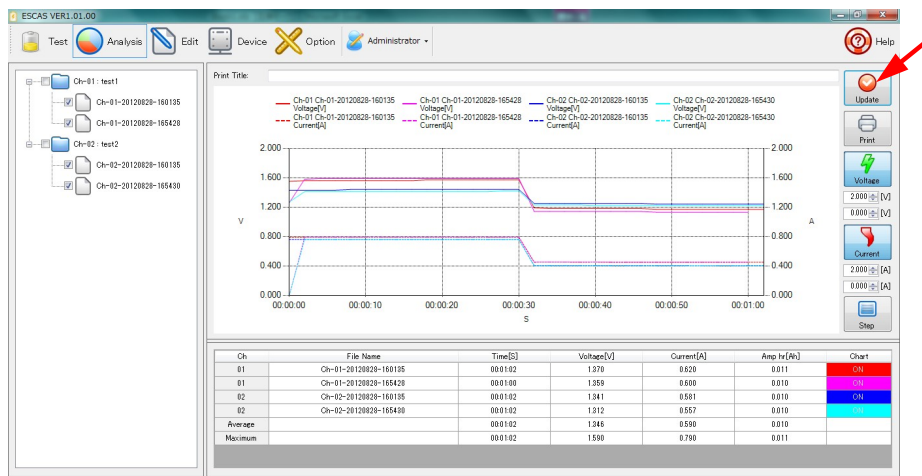 ESCAS VER1.01.00
Test Analysis Edit Device Option Administrator Help
Ch-01 : test1
Ch-01-20120828-160135
Ch-01-20120828-165428
Ch-02 : test2
Ch-02-20120828-160135
Ch-02-20120828-165430
Print Title:
Ch-01 Ch-01-20120828-160135 Voltage[V]
Ch-01 Ch-01-20120828-165428 Voltage[V]
Ch-02 Ch-02-20120828-160135 Voltage[V]
Ch-02 Ch-02-20120828-165430 Voltage[V]
Ch-01 Ch-01-20120828-160135 Current[A]
Ch-01 Ch-01-20120828-165428 Current[A]
Ch-02 Ch-02-20120828-160135 Current[A]
Ch-02 Ch-02-20120828-165430 Current[A]
2.000 2.000
1.600 1.600
1.200 1.200
V A
0.800 0.800
0.400 0.400
0.000 0.000
00:00:00 00:00:10 00:00:20 00:00:30 00:00:40 00:00:50 00:01:00
S
Update
Print
Voltage
2.000 [V]
0.000 [V]
Current
2.000 [A]
0.000 [A]
Step
Ch File Name Time[S] Voltage[V] Current[A] Amp hr[Ah] Chart
01 Ch-01-20120828-160135 00:01:02 1.370 0.620 0.011 ON
01 Ch-01-20120828-165428 00:01:00 1.359 0.600 0.010 ON
02 Ch-02-20120828-160135 00:01:02 1.341 0.581 0.010 ON
02 Ch-02-20120828-165430 00:01:02 1.312 0.557 0.010 ON
Average 00:01:02 1.346 0.590 0.010
Maximum 00:01:02 1.590 0.790 0.011